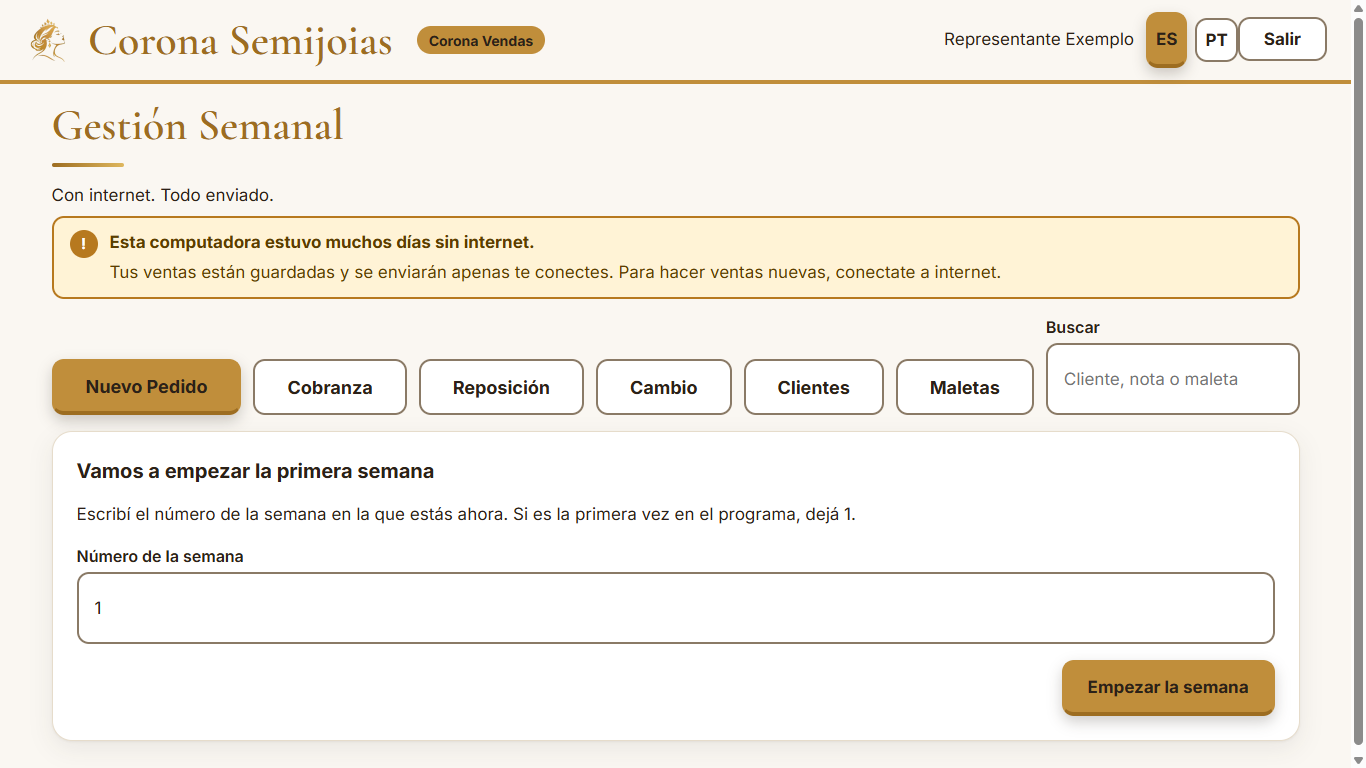 Corona Semijoias
Corona Vendas
Representante Exemplo
ES
PT
Salir
Gestión Semanal
Con internet. Todo enviado.
!
Esta computadora estuvo muchos días sin internet.
Tus ventas están guardadas y se enviarán apenas te conectes. Para hacer ventas nuevas, conectate a internet.
Buscar
Nuevo Pedido
Cobranza
Reposición
Cambio
Clientes
Maletas
Cliente, nota o maleta
Vamos a empezar la primera semana
Escribí el número de la semana en la que estás ahora. Si es la primera vez en el programa, dejá 1.
Número de la semana
1
Empezar la semana